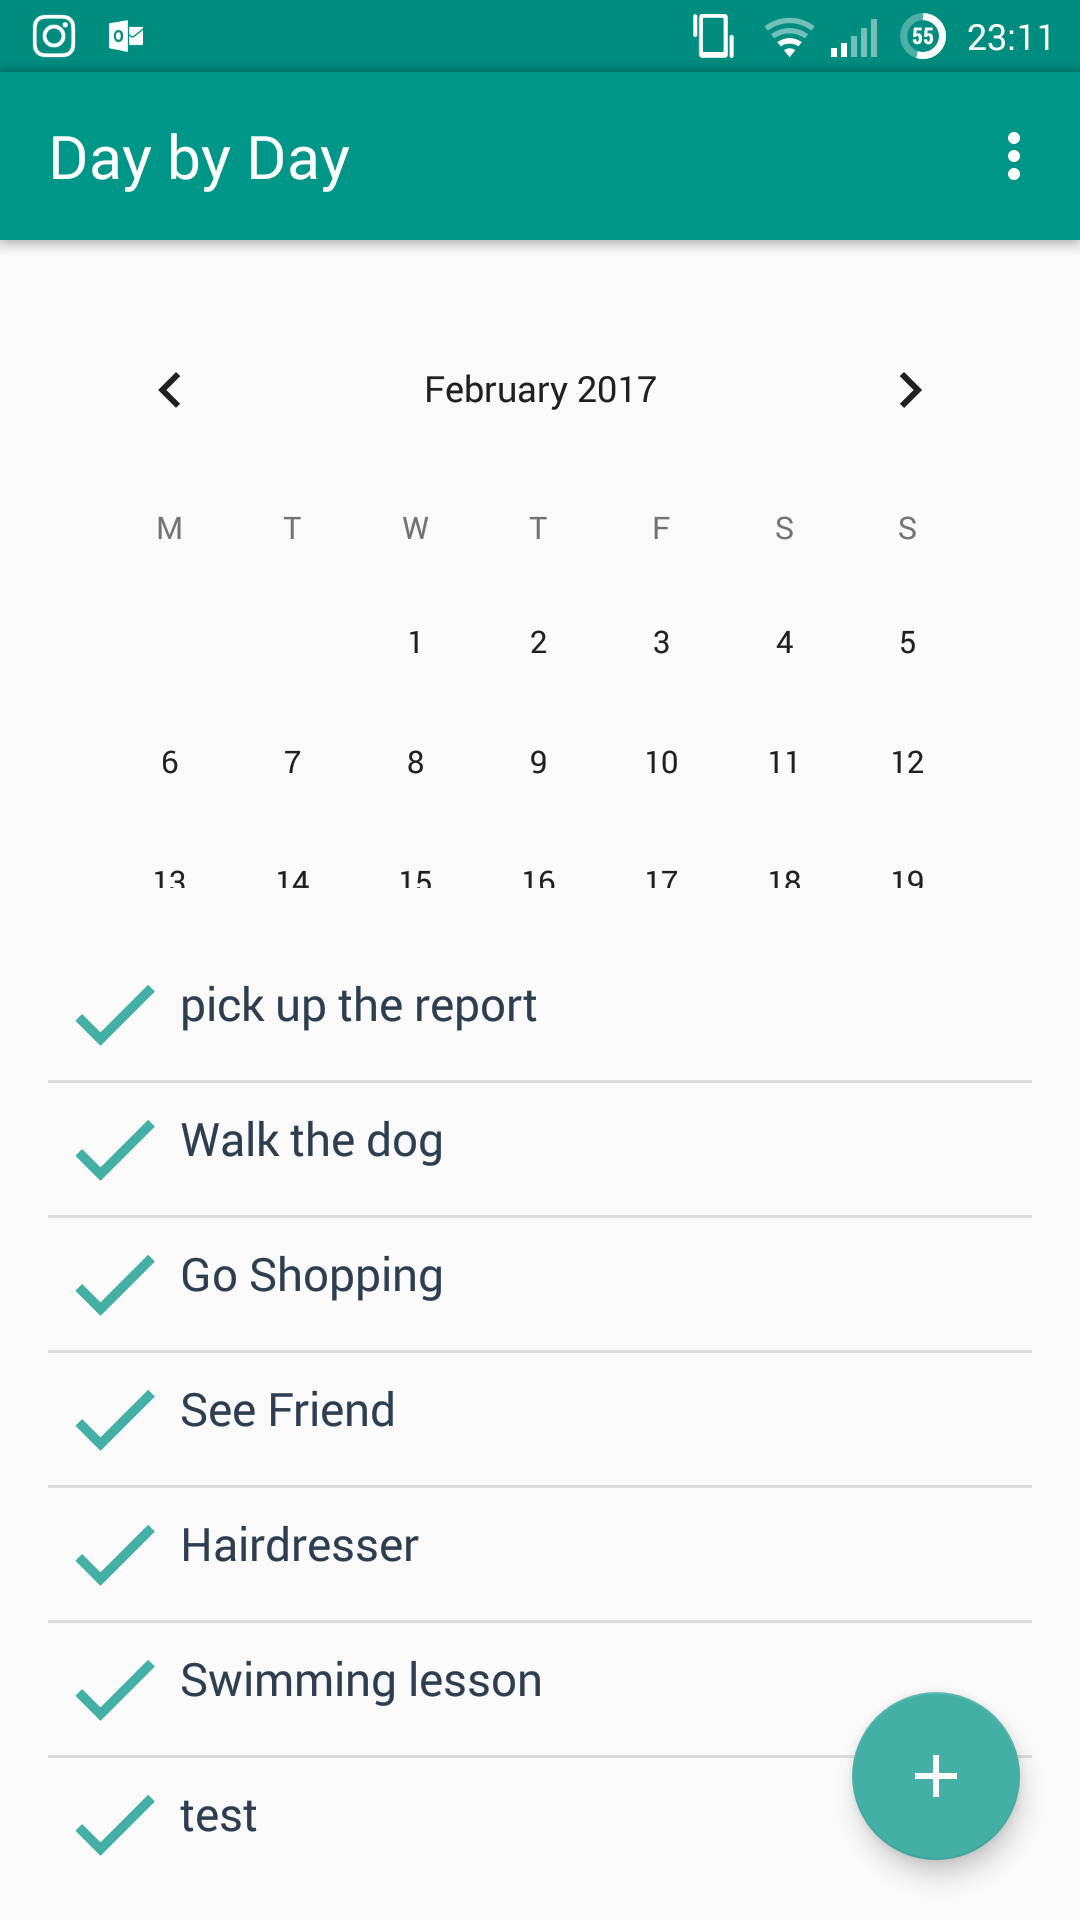 55 23:11
Day by Day
February 2017
M T W T F S S
1 2 3 4 5
6 7 8 9 10 11 12
13 14 15 16 17 18 19
pick up the report
Walk the dog
Go Shopping
See Friend
Hairdresser
Swimming lesson
test